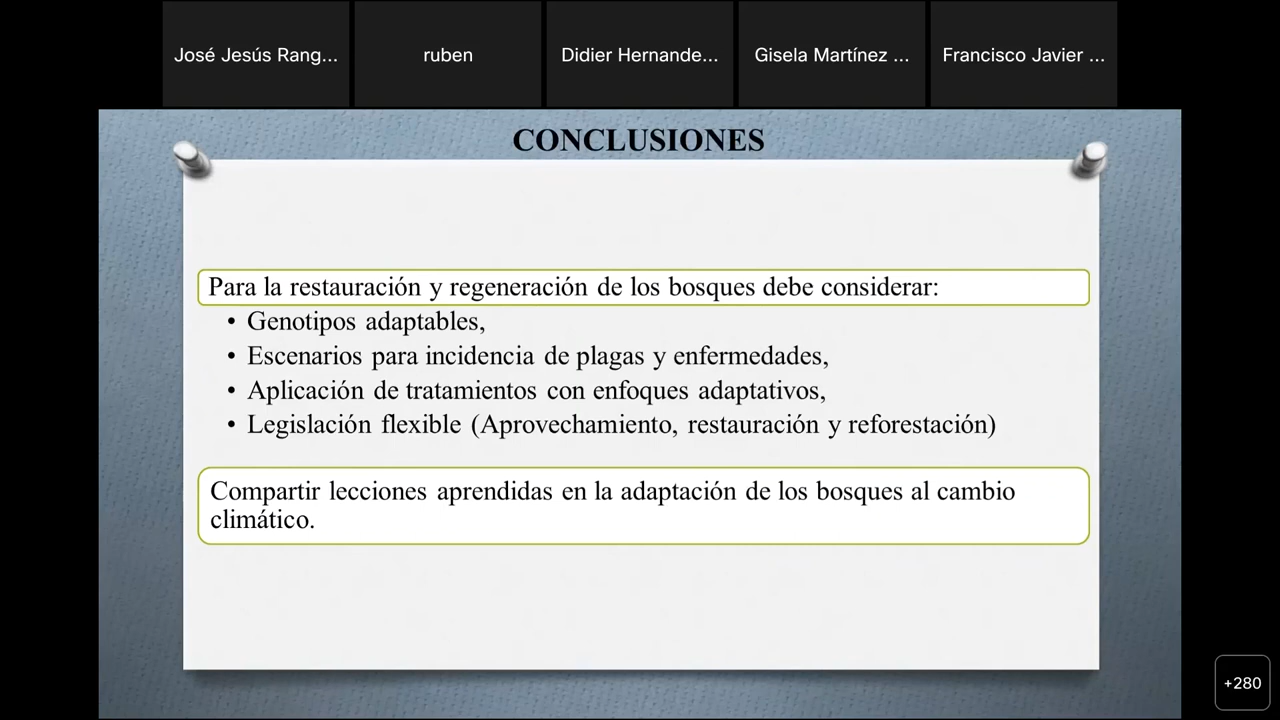 José Jesús Rang...
ruben
Didier Hernande...
Gisela Martínez ...
Francisco Javier ...
CONCLUSIONES
Para la restauración y regeneración de los bosques debe considerar:
• Genotipos adaptables,
• Escenarios para incidencia de plagas y enfermedades,
• Aplicación de tratamientos con enfoques adaptativos,
• Legislación flexible (Aprovechamiento, restauración y reforestación)
Compartir lecciones aprendidas en la adaptación de los bosques al cambio
climático.
+280